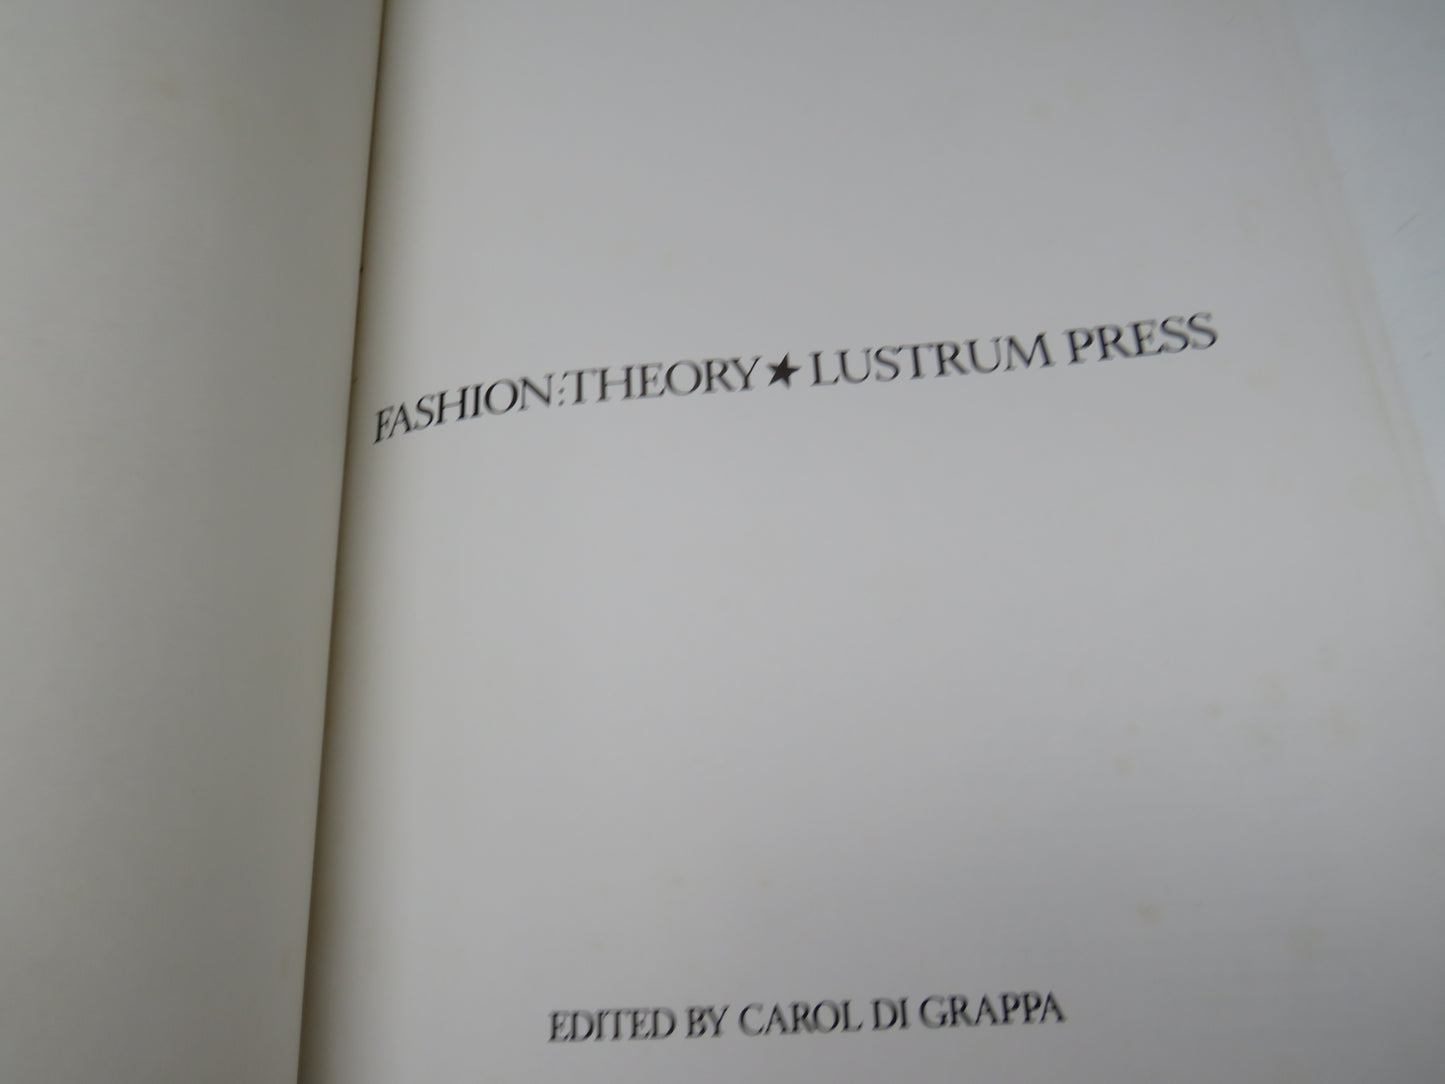 FASHION:THEORY★LUSTRUM PRESS
EDITED BY CAROL DI GRAPPA